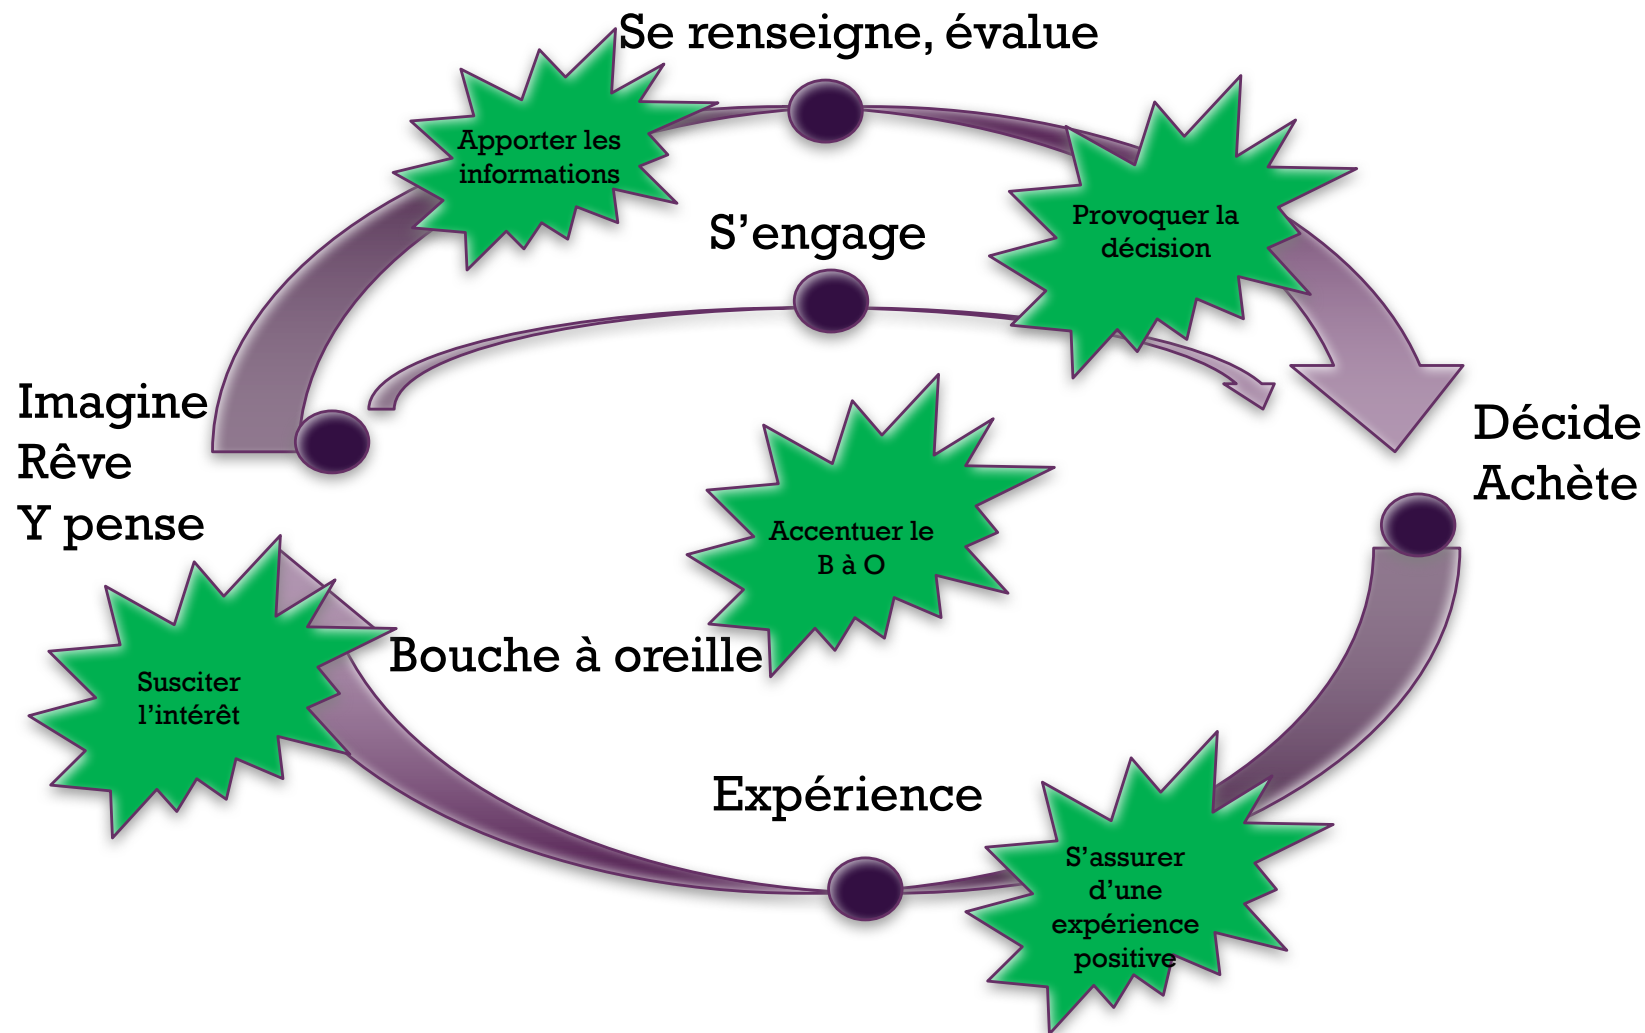 Se renseigne, évalue
Apporter les
informations
Provoquer la
décision
S’engage
Imagine
Rêve
Y pense
Décide
Achète
Accentuer le
B à O
Bouche à oreille
Susciter
l’intérêt
Expérience
S’assurer
d’une
expérience
positive